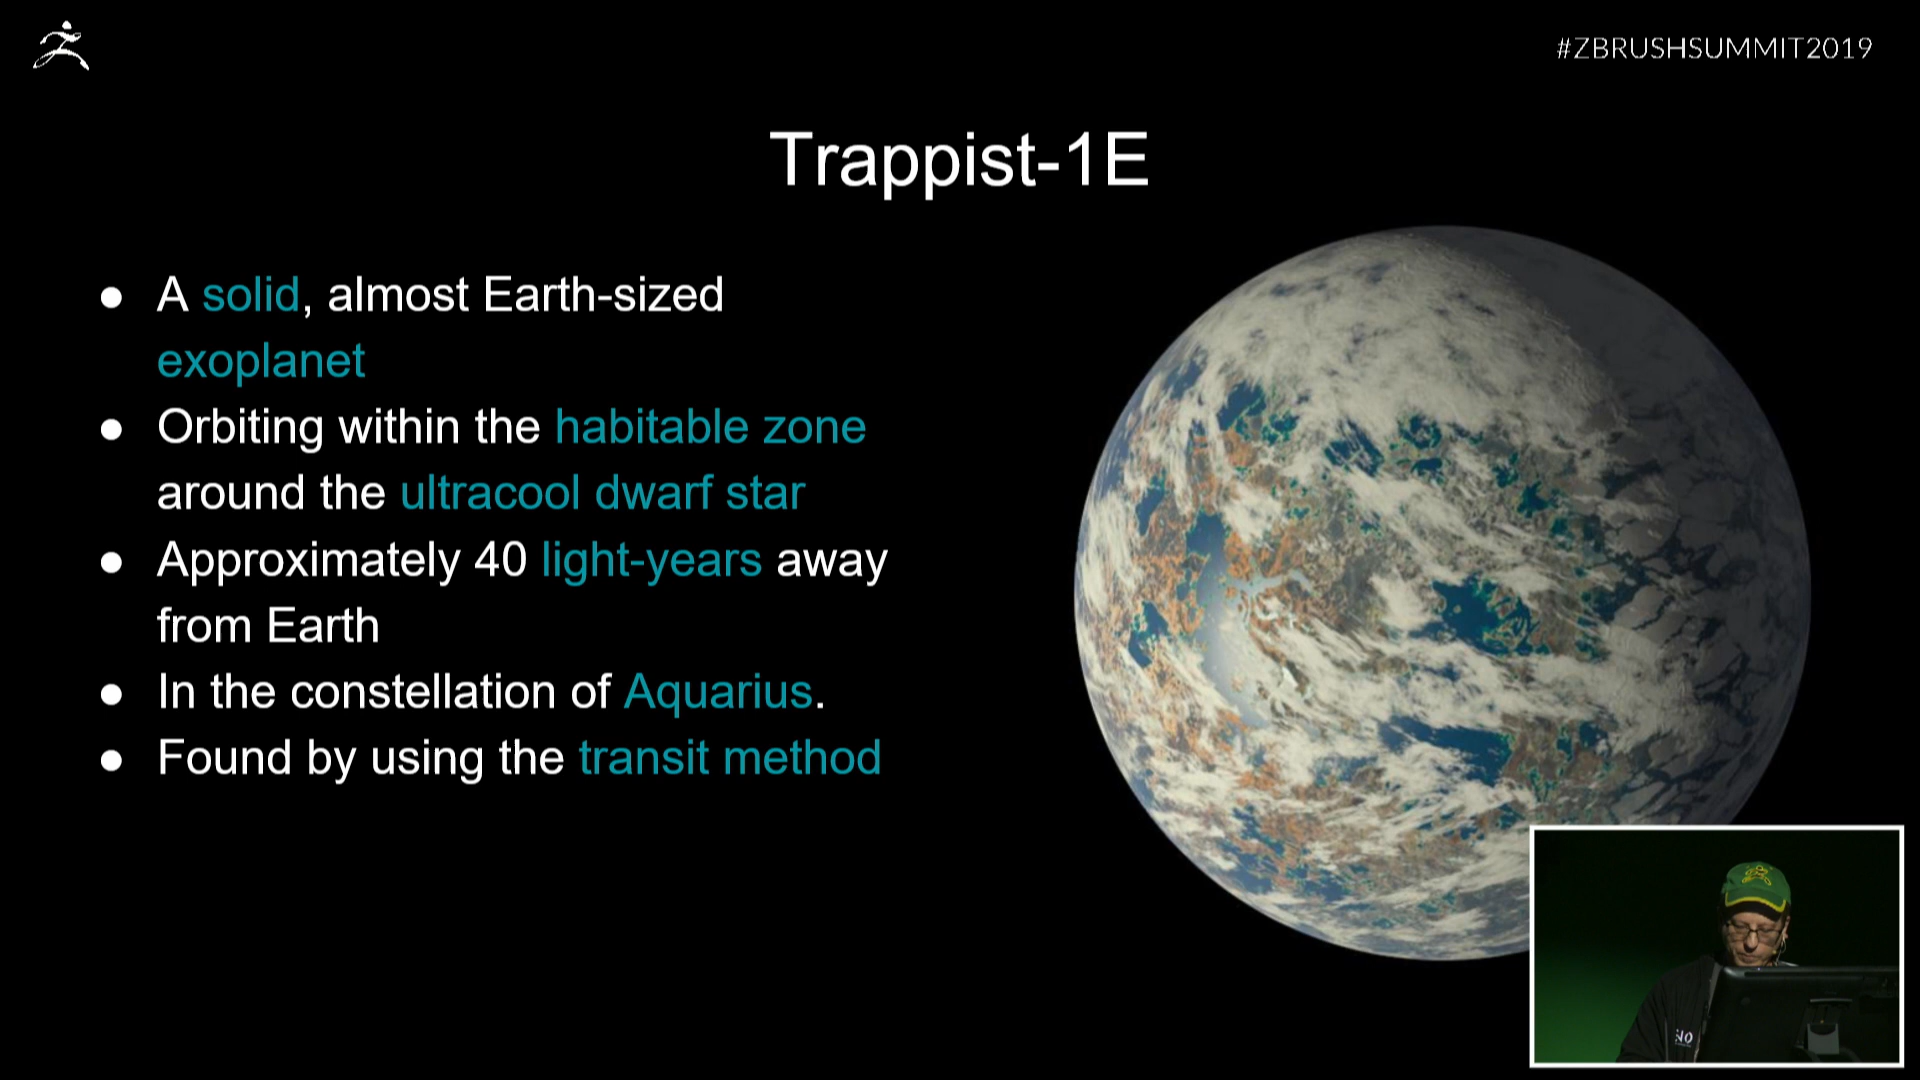 #ZBRUSHSUMMIT2019
Trappist-1E
● A solid, almost Earth-sized
exoplanet
● Orbiting within the habitable zone
around the ultracool dwarf star
● Approximately 40 light-years away
from Earth
● In the constellation of Aquarius.
● Found by using the transit method